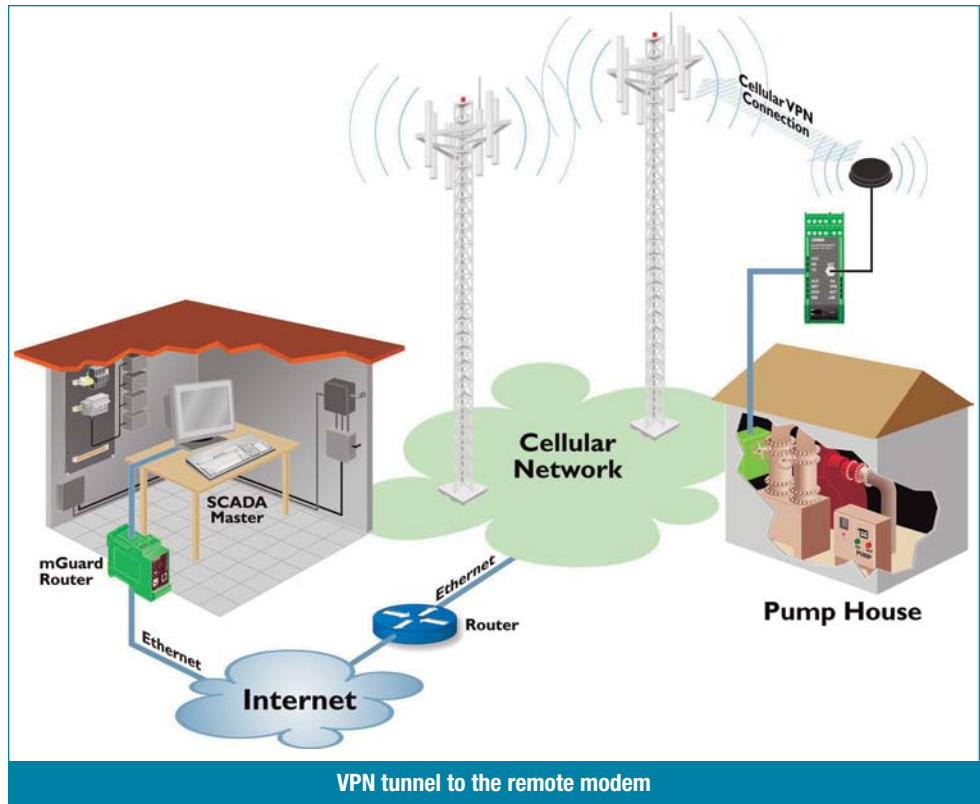 Cellular VPN
Connection
Cellular
Network
SCADA
Master
mGuard
Router
Ethernet
Ethernet
Router
Internet
PUMP
Pump House
VPN tunnel to the remote modem